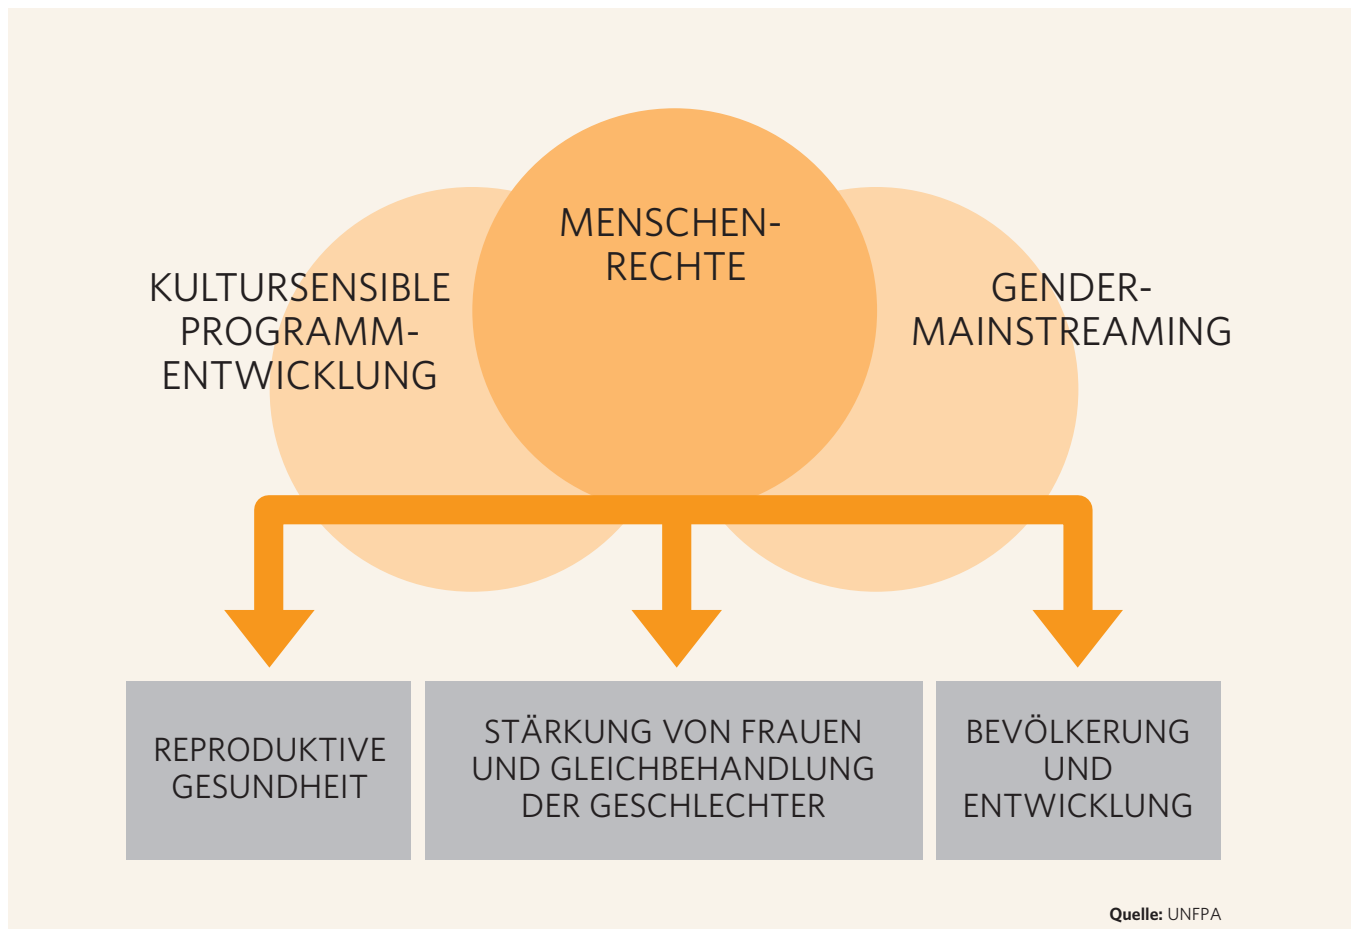 MENSCHEN-
RECHTE
KULTURSENSIBLE
PROGRAMM-
ENTWICKLUNG
GENDER-
MAINSTREAMING
REPRODUKTIVE
GESUNDHEIT
STÄRKUNG VON FRAUEN
UND GLEICHBEHANDLUNG
DER GESCHLECHTER
BEVÖLKERUNG
UND
ENTWICKLUNG
Quelle: UNFPA